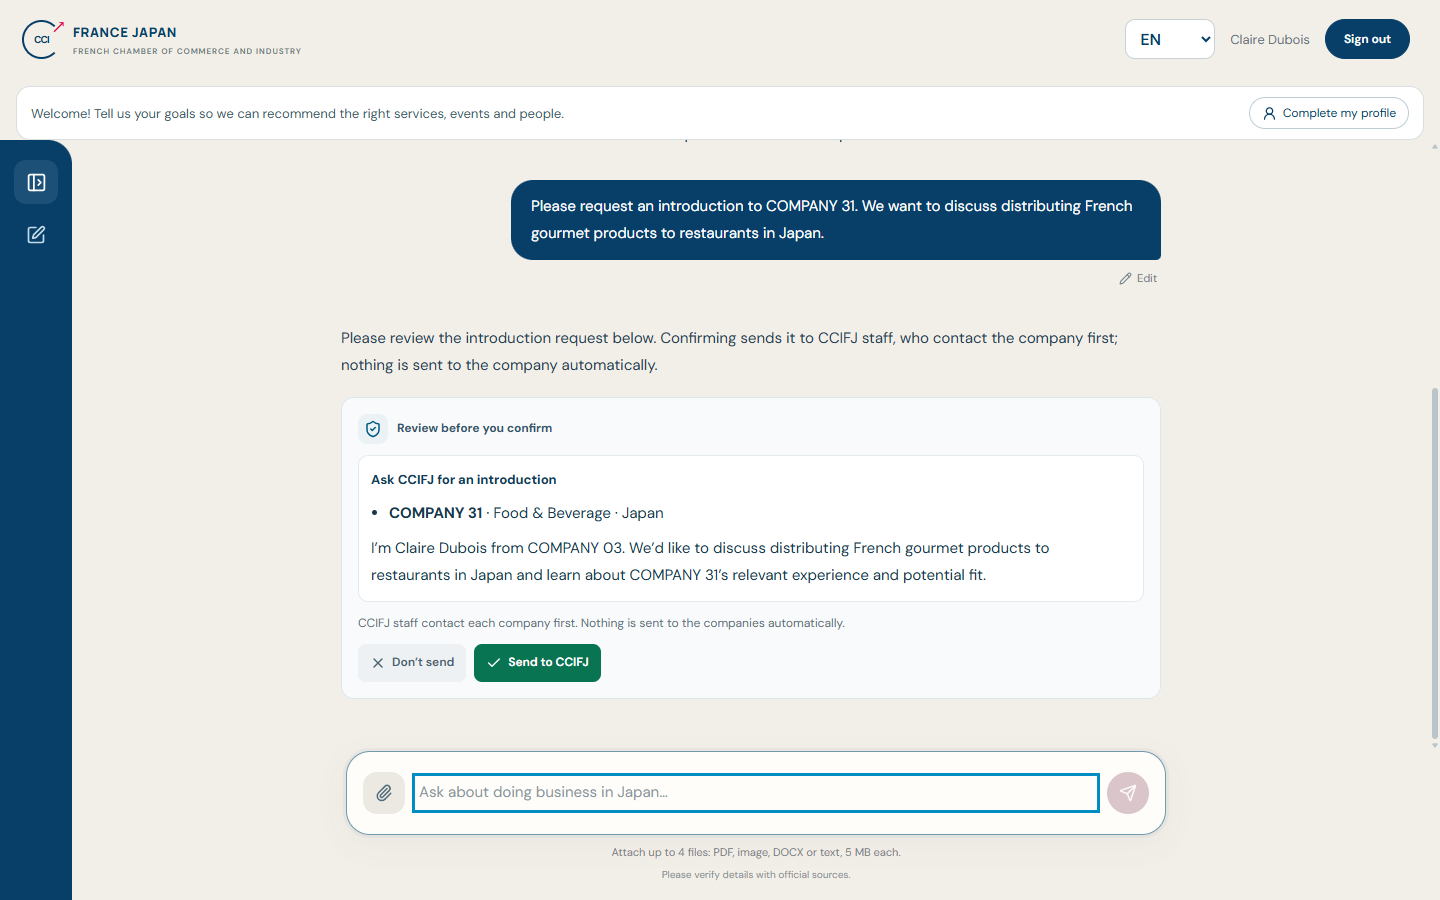 CCI
FRANCE JAPAN
FRENCH CHAMBER OF COMMERCE AND INDUSTRY
EN
Claire Dubois
Sign out
Welcome! Tell us your goals so we can recommend the right services, events and people.
Complete my profile
Please request an introduction to COMPANY 31. We want to discuss distributing French
gourmet products to restaurants in Japan.
Edit
Please review the introduction request below. Confirming sends it to CCIFJ staff, who contact the company first;
nothing is sent to the company automatically.
Review before you confirm
Ask CCIFJ for an introduction
• COMPANY 31 · Food & Beverage · Japan
I’m Claire Dubois from COMPANY 03. We’d like to discuss distributing French gourmet products to
restaurants in Japan and learn about COMPANY 31’s relevant experience and potential fit.
CCIFJ staff contact each company first. Nothing is sent to the companies automatically.
Don’t send
Send to CCIFJ
Ask about doing business in Japan…
Attach up to 4 files: PDF, image, DOCX or text, 5 MB each.
Please verify details with official sources.